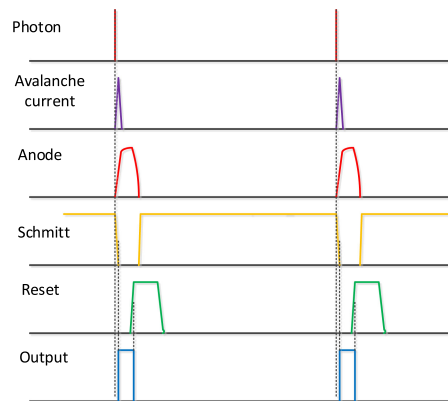 Photon
Avalanche
current
Anode
Schmitt
Reset
Output